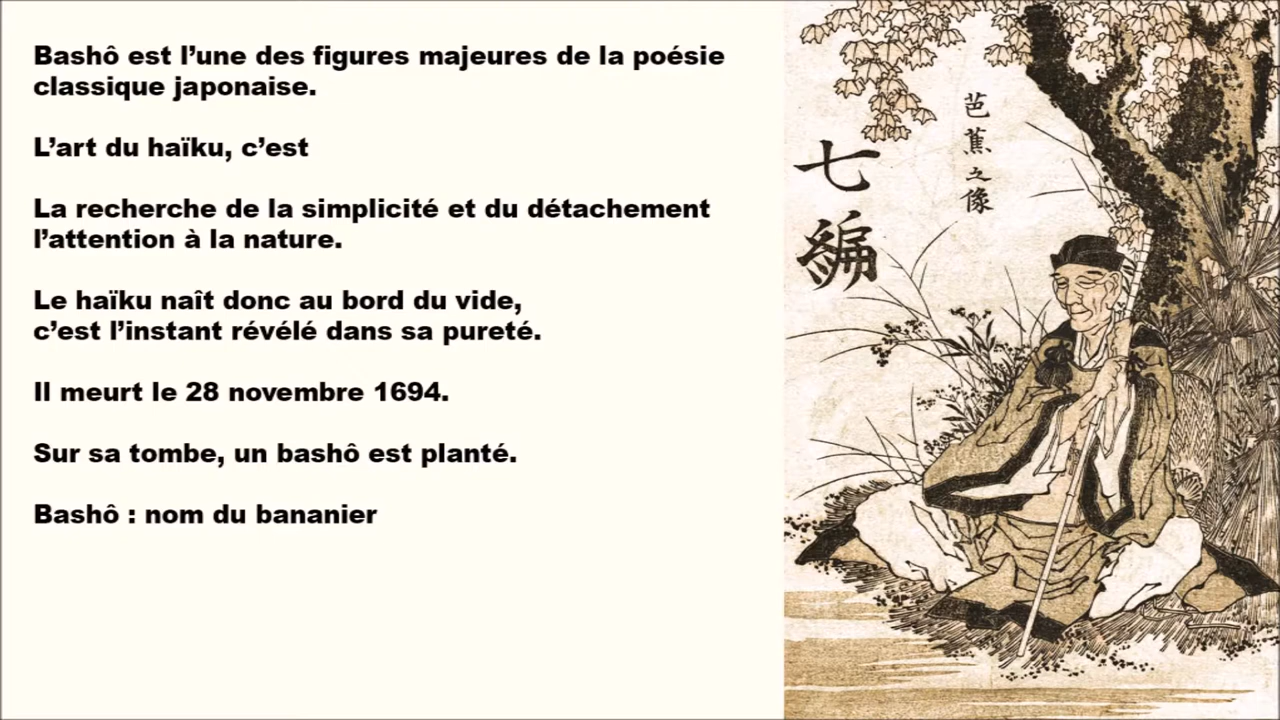 Bashô est l’une des figures majeures de la poésie
classique japonaise.
L’art du haïku, c’est
La recherche de la simplicité et du détachement
l’attention à la nature.
Le haïku naît donc au bord du vide,
c’est l’instant révélé dans sa pureté.
Il meurt le 28 novembre 1694.
Sur sa tombe, un bashô est planté.
Bashô : nom du bananier
芭蕉之像
七編